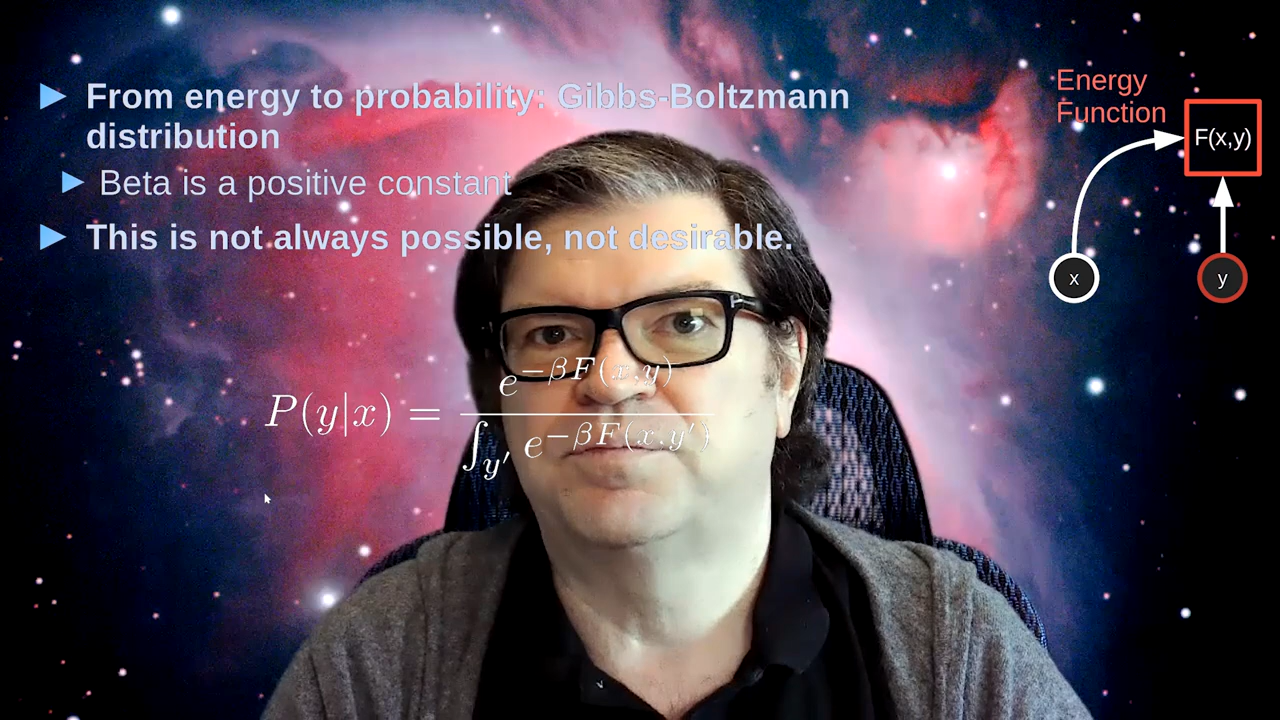 From energy to probability: Gibbs-Boltzmann
distribution
Beta is a positive constant
This is not always possible, not desirable.
P(y|x) = e^{-βF(x,y)} / ∫_{y'} e^{-βF(x,y')}
Energy
Function
F(x,y)
x
y